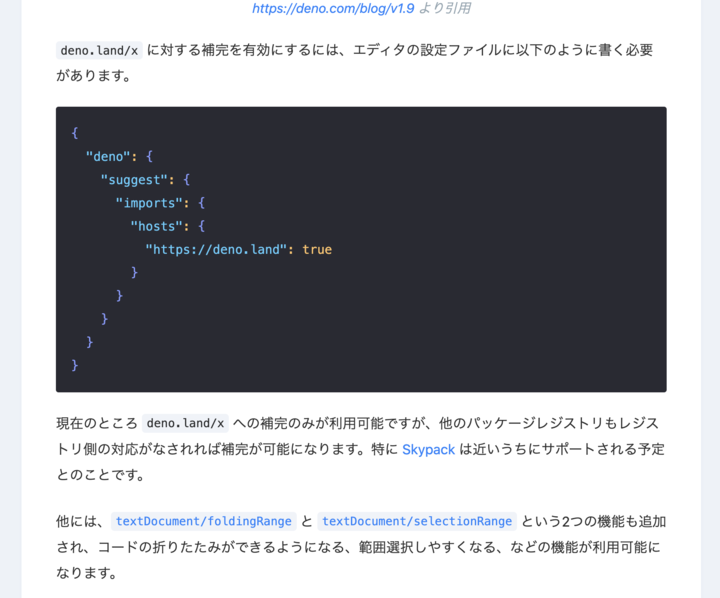 https://deno.com/blog/v1.9 より引用
deno.land/x に対する補完を有効にするには、エディタの設定ファイルに以下のように書く必要
があります。
{
  "deno": {
    "suggest": {
      "imports": {
        "hosts": {
          "https://deno.land": true
        }
      }
    }
  }
}
現在のところ deno.land/x への補完のみが利用可能ですが、他のパッケージレジストリもレジス
トリ側の対応がなされれば補完が可能になります。特に Skypack は近いうちにサポートされる予定
とのことです。
他には、textDocument/foldingRange と textDocument/selectionRange という2つの機能も追加
され、コードの折りたたみができるようになる、範囲選択しやすくなる、などの機能が利用可能に
なります。